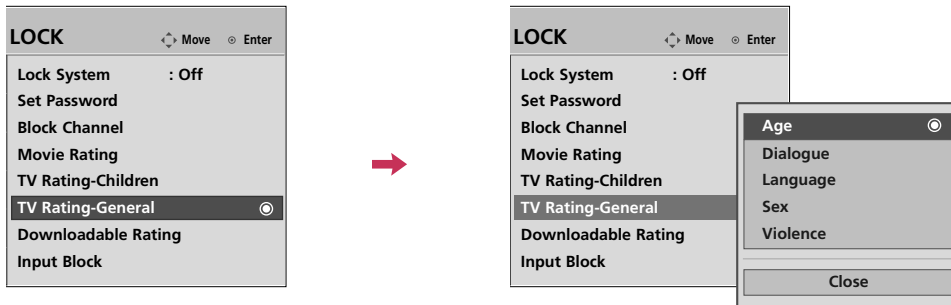 LOCK Move Enter
Lock System : Off
Set Password
Block Channel
Movie Rating
TV Rating-Children
TV Rating-General
Downloadable Rating
Input Block
LOCK Move Enter
Lock System : Off
Set Password
Block Channel
Movie Rating
TV Rating-Children
TV Rating-General
Downloadable Rating
Input Block
Age
Dialogue
Language
Sex
Violence
Close